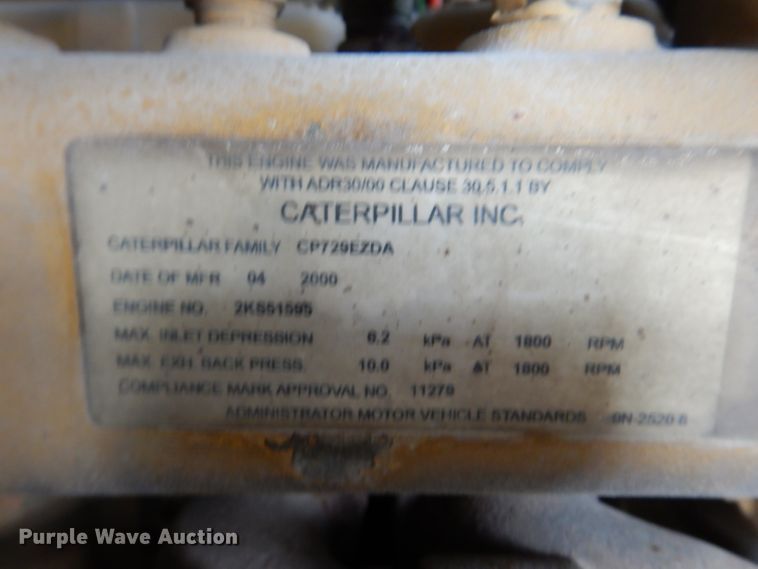 THIS ENGINE WAS MANUFACTURED TO COMPLY
WITH ADR30/00 CLAUSE 30.5.1.1 BY
CATERPILLAR INC.
CATERPILLAR FAMILY CP729EZDA
DATE OF MFR 04 2000
ENGINE NO. 2KS51595
MAX. INLET DEPRESSION 6.2 kPa AT 1800 RPM
MAX. EXH. BACK PRESS. 10.0 kPa AT 1800 RPM
COMPLIANCE MARK APPROVAL NO. 11279
ADMINISTRATOR MOTOR VEHICLE STANDARDS
Purple Wave Auction